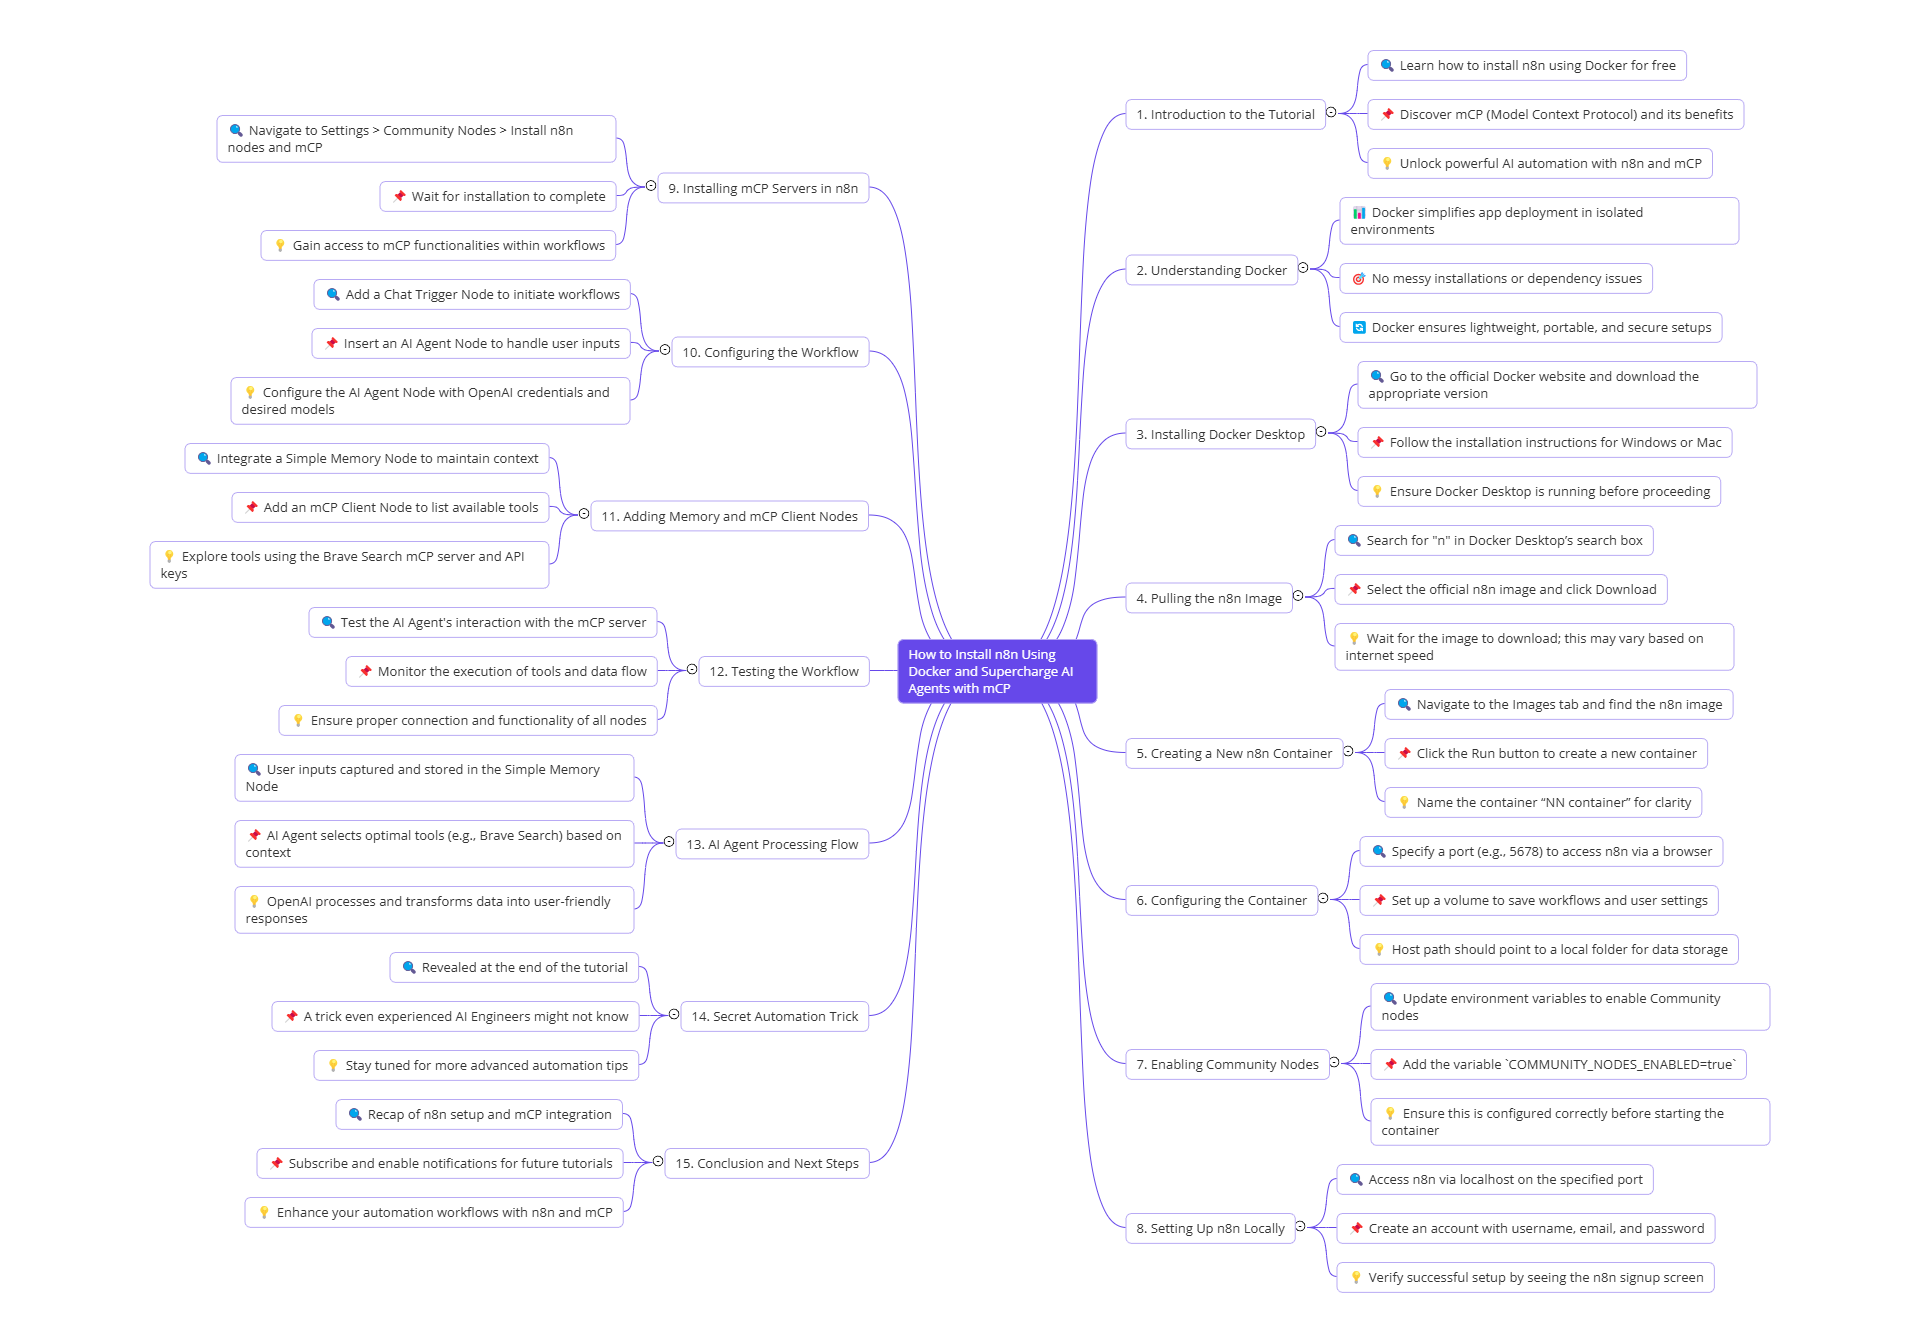 How to Install n8n Using
Docker and Supercharge AI
Agents with mCP
1. Introduction to the Tutorial
Learn how to install n8n using Docker for free
Discover mCP (Model Context Protocol) and its benefits
Unlock powerful AI automation with n8n and mCP
2. Understanding Docker
Docker simplifies app deployment in isolated
environments
No messy installations or dependency issues
Docker ensures lightweight, portable, and secure setups
3. Installing Docker Desktop
Go to the official Docker website and download the
appropriate version
Follow the installation instructions for Windows or Mac
Ensure Docker Desktop is running before proceeding
4. Pulling the n8n Image
Search for "n" in Docker Desktop’s search box
Select the official n8n image and click Download
Wait for the image to download; this may vary based on
internet speed
5. Creating a New n8n Container
Navigate to the Images tab and find the n8n image
Click the Run button to create a new container
Name the container “NN container” for clarity
6. Configuring the Container
Specify a port (e.g., 5678) to access n8n via a browser
Set up a volume to save workflows and user settings
Host path should point to a local folder for data storage
7. Enabling Community Nodes
Update environment variables to enable Community
nodes
Add the variable `COMMUNITY_NODES_ENABLED=true`
Ensure this is configured correctly before starting the
container
8. Setting Up n8n Locally
Access n8n via localhost on the specified port
Create an account with username, email, and password
Verify successful setup by seeing the n8n signup screen
9. Installing mCP Servers in n8n
Navigate to Settings > Community Nodes > Install n8n
nodes and mCP
Wait for installation to complete
Gain access to mCP functionalities within workflows
10. Configuring the Workflow
Add a Chat Trigger Node to initiate workflows
Insert an AI Agent Node to handle user inputs
Configure the AI Agent Node with OpenAI credentials and
desired models
11. Adding Memory and mCP Client Nodes
Integrate a Simple Memory Node to maintain context
Add an mCP Client Node to list available tools
Explore tools using the Brave Search mCP server and API
keys
12. Testing the Workflow
Test the AI Agent's interaction with the mCP server
Monitor the execution of tools and data flow
Ensure proper connection and functionality of all nodes
13. AI Agent Processing Flow
User inputs captured and stored in the Simple Memory
Node
AI Agent selects optimal tools (e.g., Brave Search) based on
context
OpenAI processes and transforms data into user-friendly
responses
14. Secret Automation Trick
Revealed at the end of the tutorial
A trick even experienced AI Engineers might not know
Stay tuned for more advanced automation tips
15. Conclusion and Next Steps
Recap of n8n setup and mCP integration
Subscribe and enable notifications for future tutorials
Enhance your automation workflows with n8n and mCP